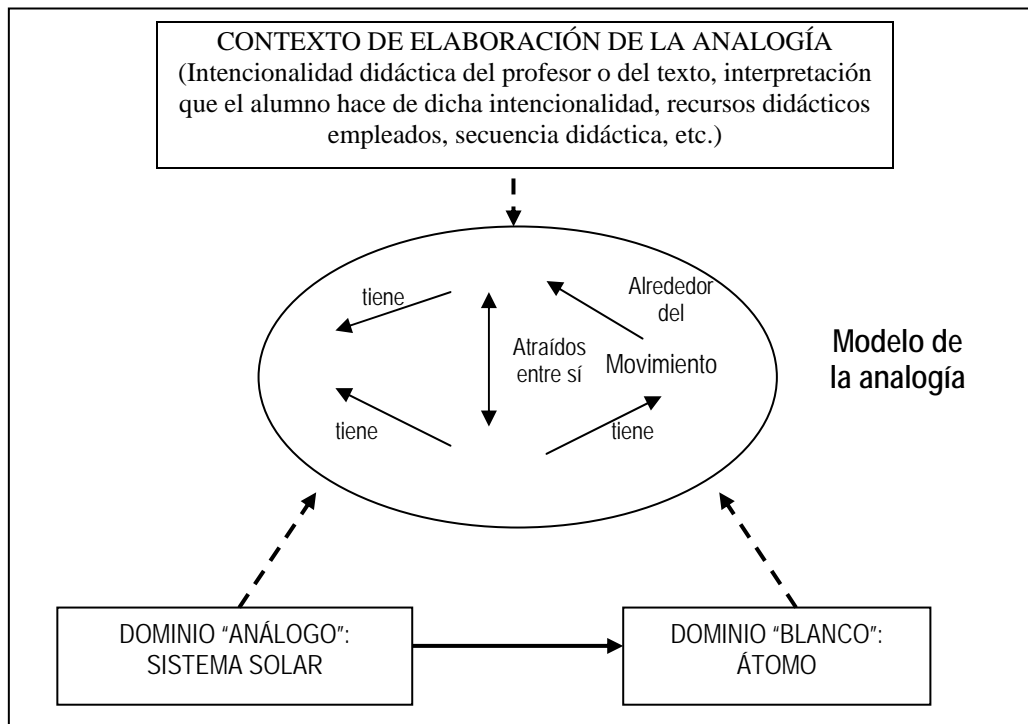 CONTEXTO DE ELABORACIÓN DE LA ANALOGÍA
(Intencionalidad didáctica del profesor o del texto, interpretación
que el alumno hace de dicha intencionalidad, recursos didácticos
empleados, secuencia didáctica, etc.)
tiene
Alrededor
del
Atraídos
entre sí
Movimiento
Modelo de
la analogía
tiene
tiene
DOMINIO “ANÁLOGO”:
SISTEMA SOLAR
DOMINIO “BLANCO”:
ÁTOMO